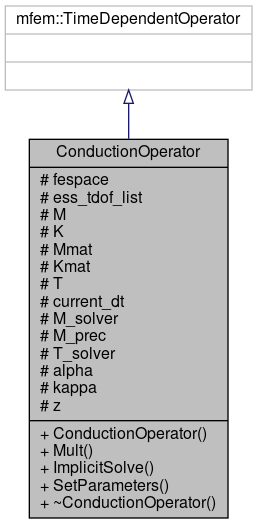 mfem::TimeDependentOperator
ConductionOperator
# fespace
# ess_tdof_list
# M
# K
# Mmat
# Kmat
# T
# current_dt
# M_solver
# M_prec
# T_solver
# alpha
# kappa
# z
+ ConductionOperator()
+ Mult()
+ ImplicitSolve()
+ SetParameters()
+ ~ConductionOperator()